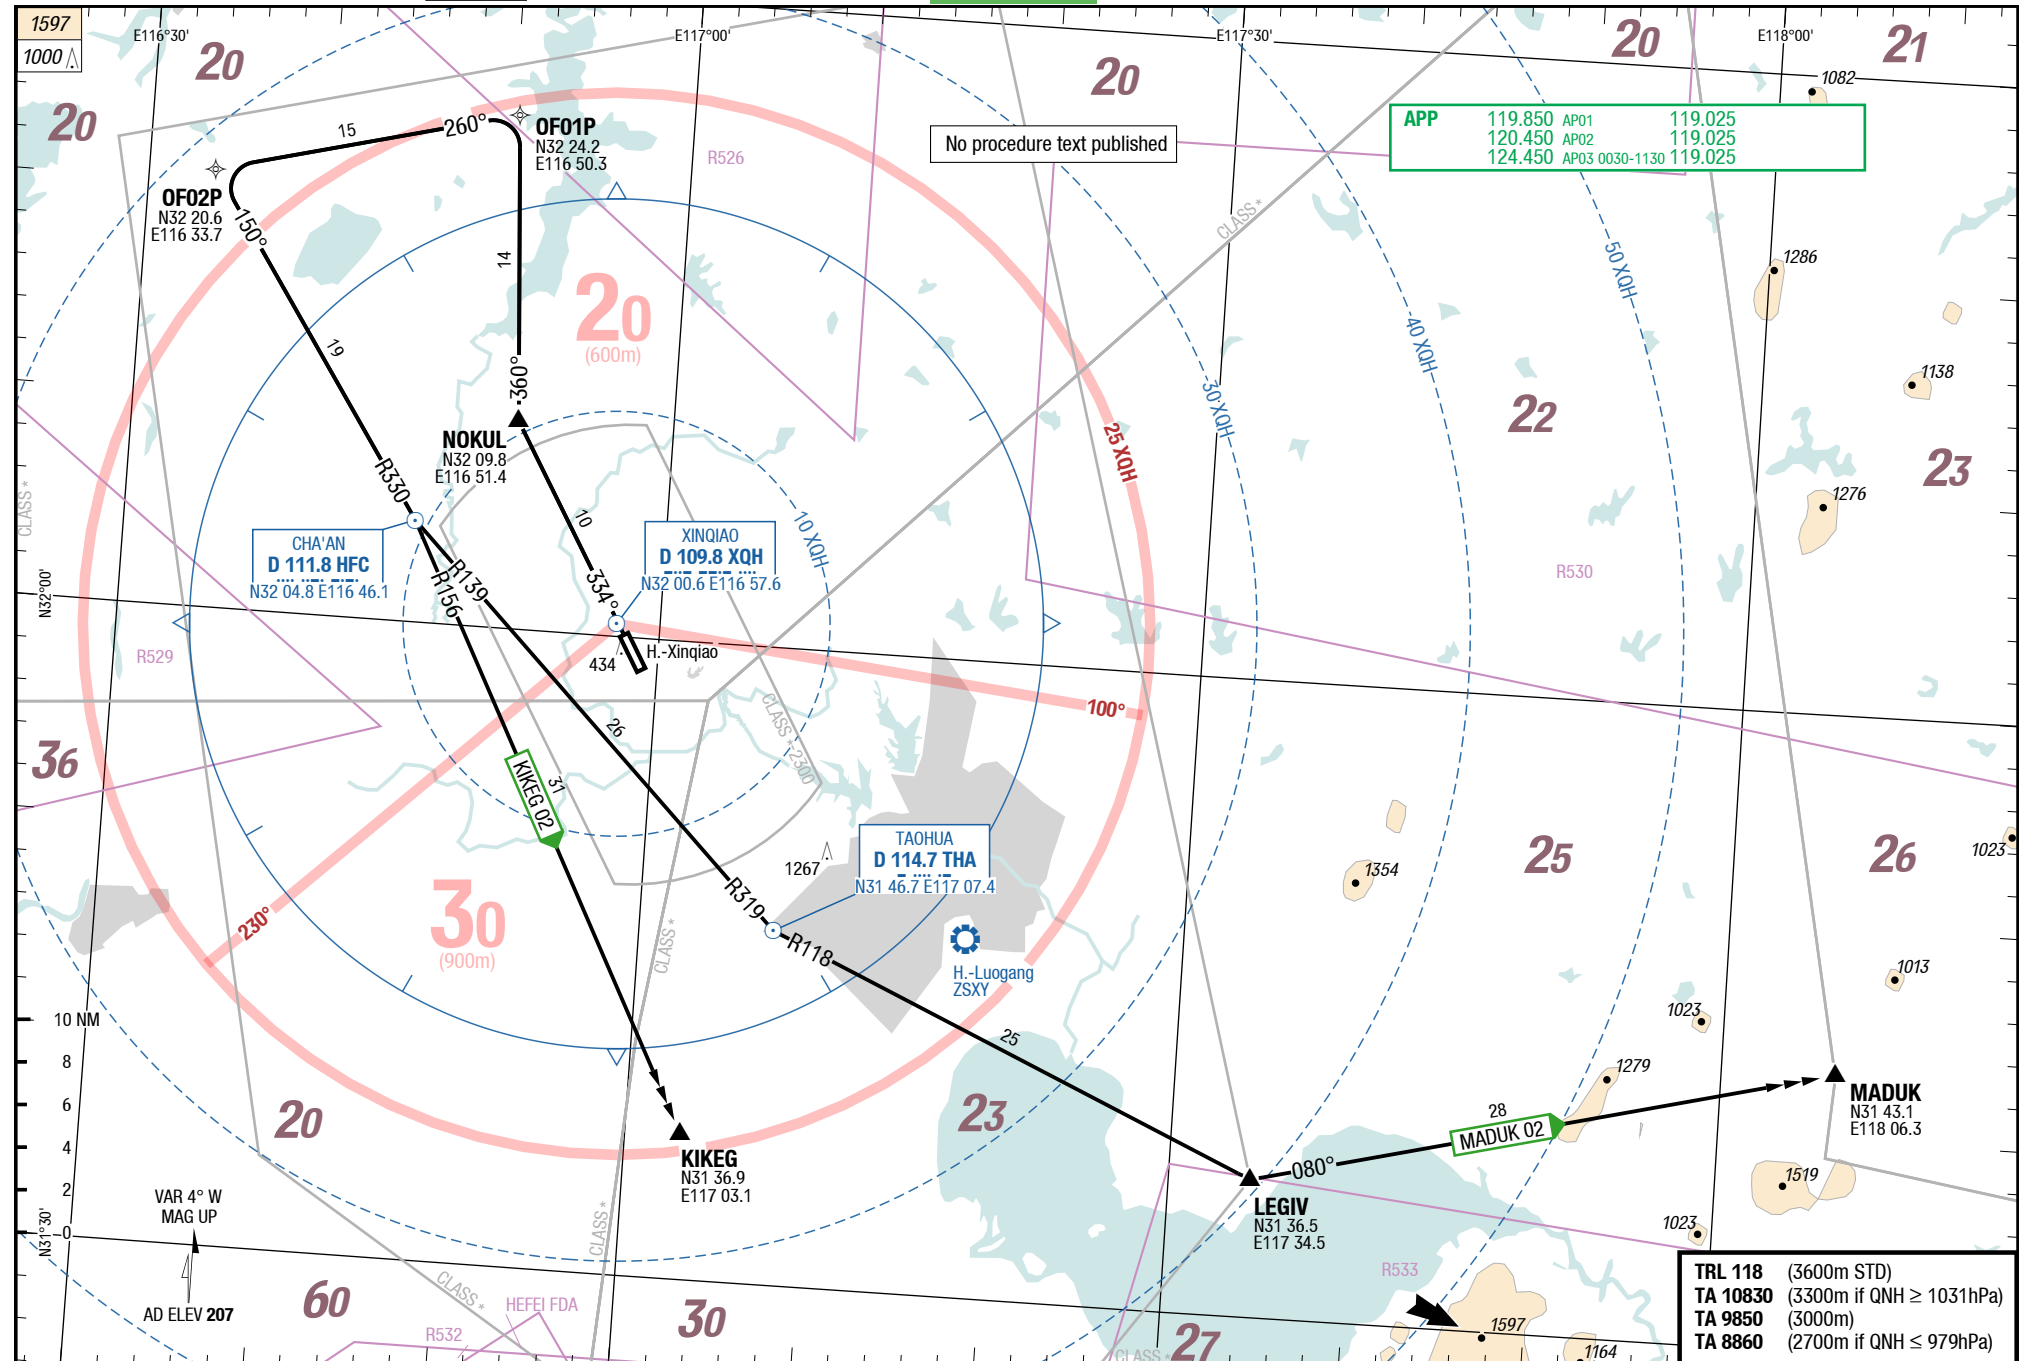 1597
1000
E116°30'
E117°00'
E117°30'
E118°00'
20
20
20
20
21
1082
APP 119.850 AP01 119.025
120.450 AP02 119.025
124.450 AP03 0030-1130 119.025
No procedure text published
R526
15
260°
OF01P
N32 24.2
E116 50.3
OF02P
N32 20.6
E116 33.7
150°
14
19
CLASS *
50 XQH
40 XQH
30 XQH
1286
20
(600m)
360°
1138
22
23
NOKUL
N32 09.8
E116 51.4
R330
25 XQH
1276
10
10 XQH
CLASS *
CHA'AN
D 111.8 HFC
N32 04.8 E116 46.1
XINQIAO
D 109.8 XQH
N32 00.6 E116 57.6
R139
R156
334°
R530
N32°00'
R529
434
H.-Xinqiao
100°
36
26
31
KIKEG 02
CLASS *-2300
TAOHUA
D 114.7 THA
N31 46.7 E117 07.4
1267
1354
25
26
1023
230°
30
(900m)
R319
R118
CLASS *
H.-Luogang
ZSXY
1013
1023
10 NM
8
6
4
2
0
25
1279
20
23
KIKEG
N31 36.9
E117 03.1
28
MADUK 02
080°
MADUK
N31 43.1
E118 06.3
LEGIV
N31 36.5
E117 34.5
1519
1023
VAR 4° W
MAG UP
N31°30'
AD ELEV 207
CLASS *
CLASS *
60
HEFEI FDA
R532
30
R533
27
CLASS *
1597
1164
TRL 118 (3600m STD)
TA 10830 (3300m if QNH ≥ 1031hPa)
TA 9850 (3000m)
TA 8860 (2700m if QNH ≤ 979hPa)